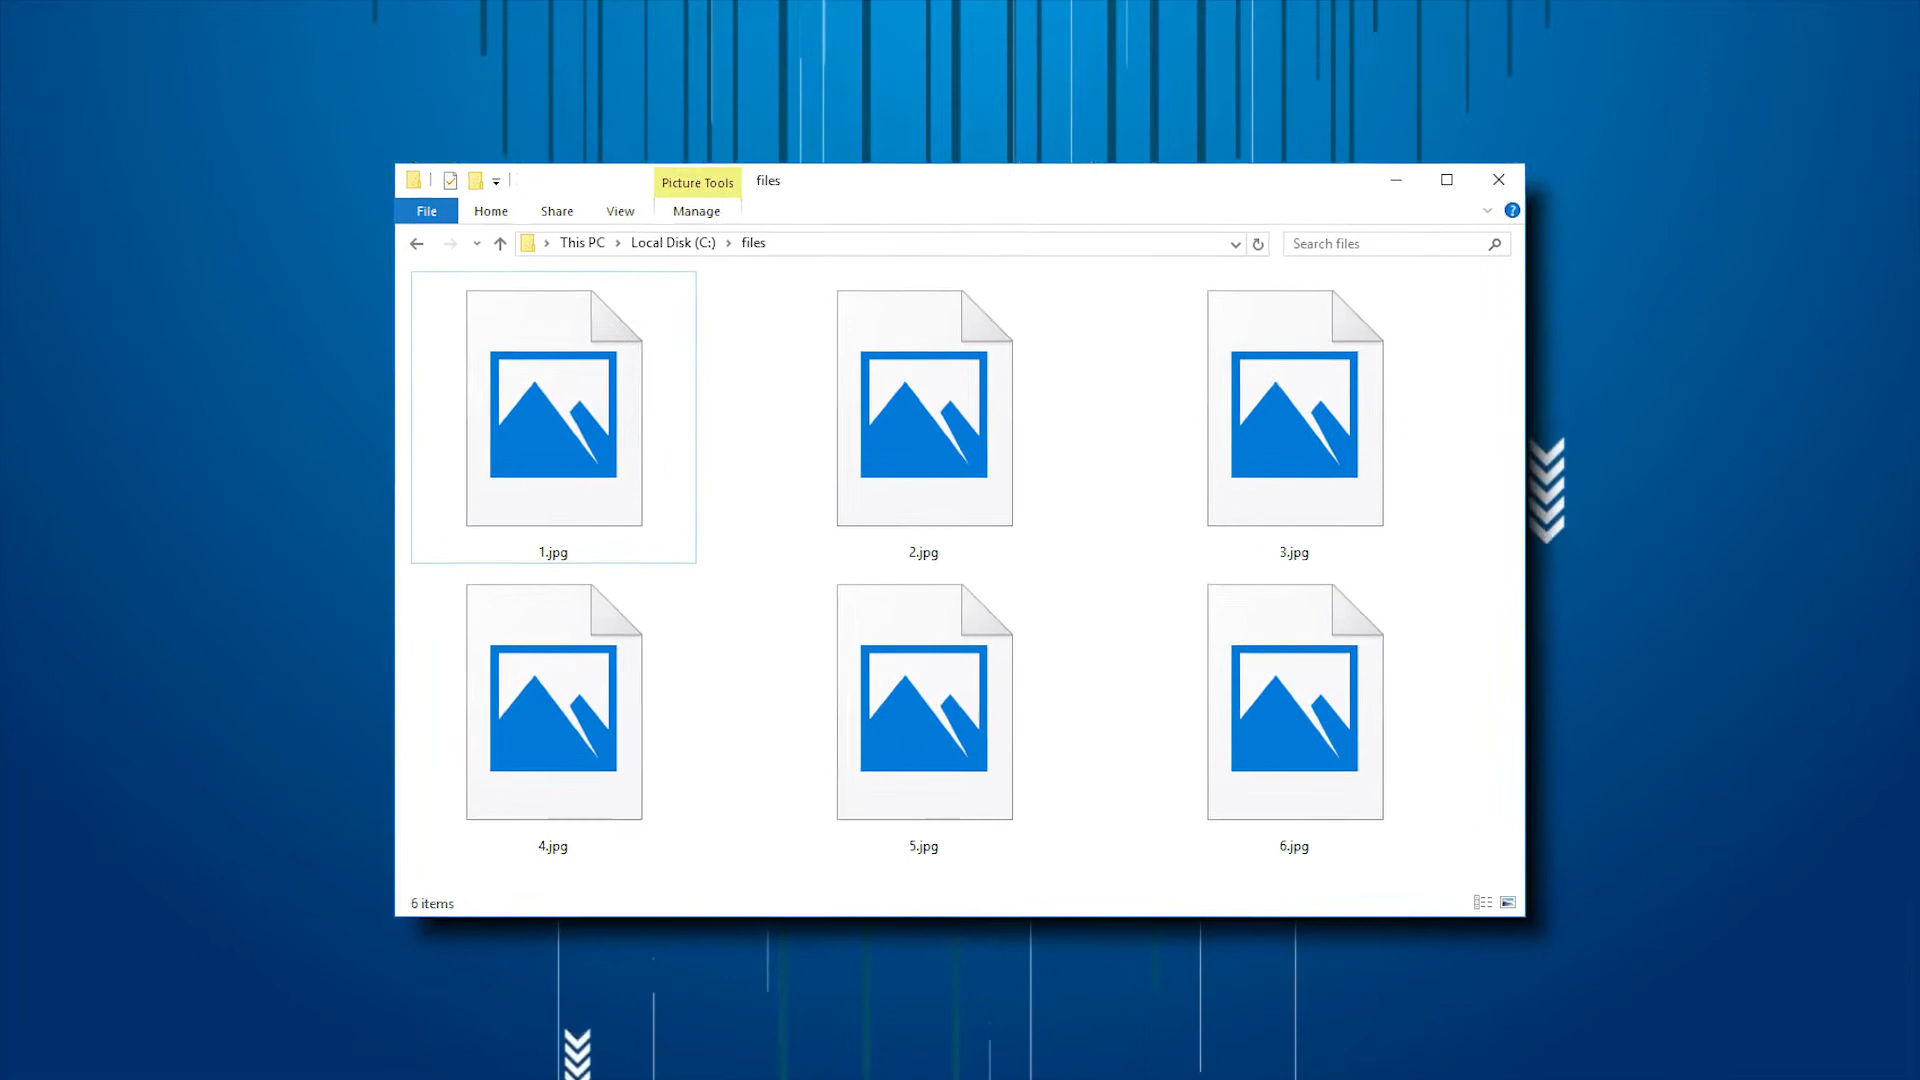 Picture Tools files
File Home Share View Manage
This PC Local Disk (C:) files Search files
1.jpg 2.jpg 3.jpg
4.jpg 5.jpg 6.jpg
6 items